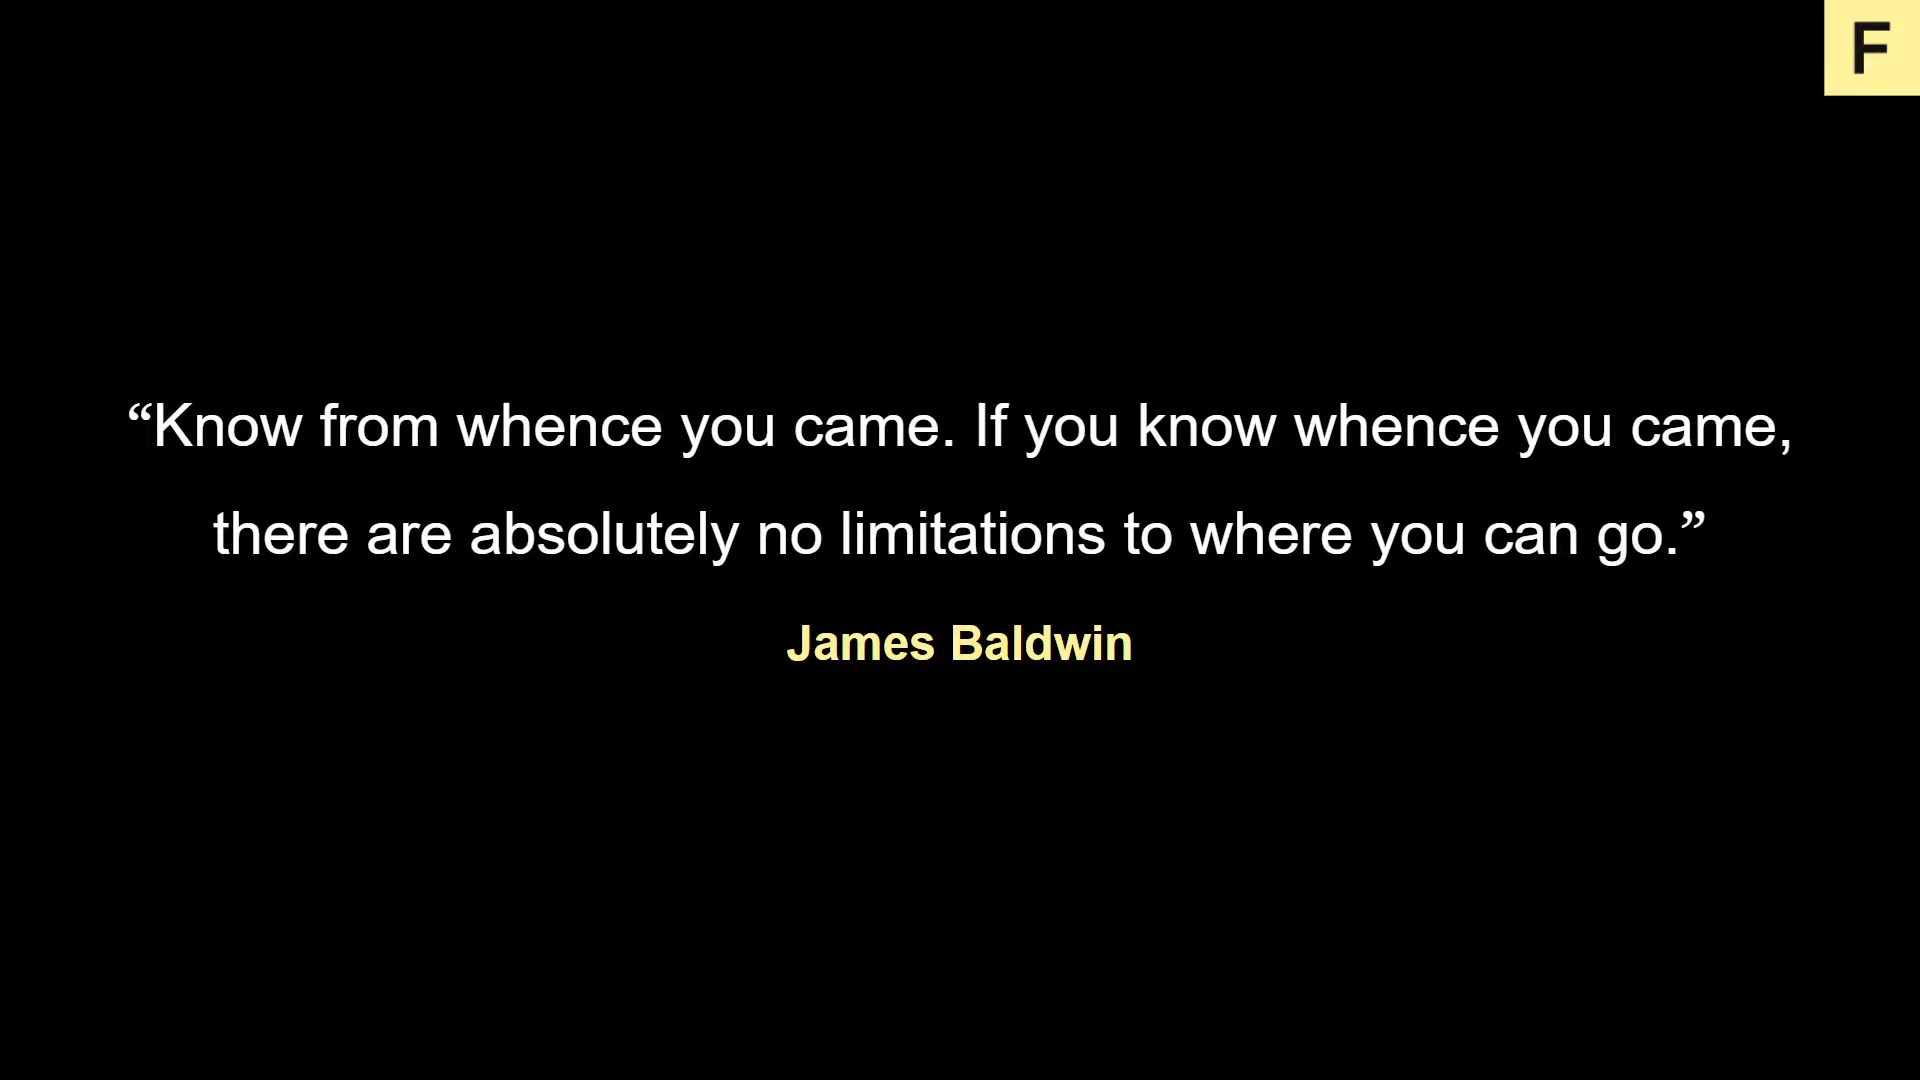 F
“Know from whence you came. If you know whence you came,
there are absolutely no limitations to where you can go.”
James Baldwin